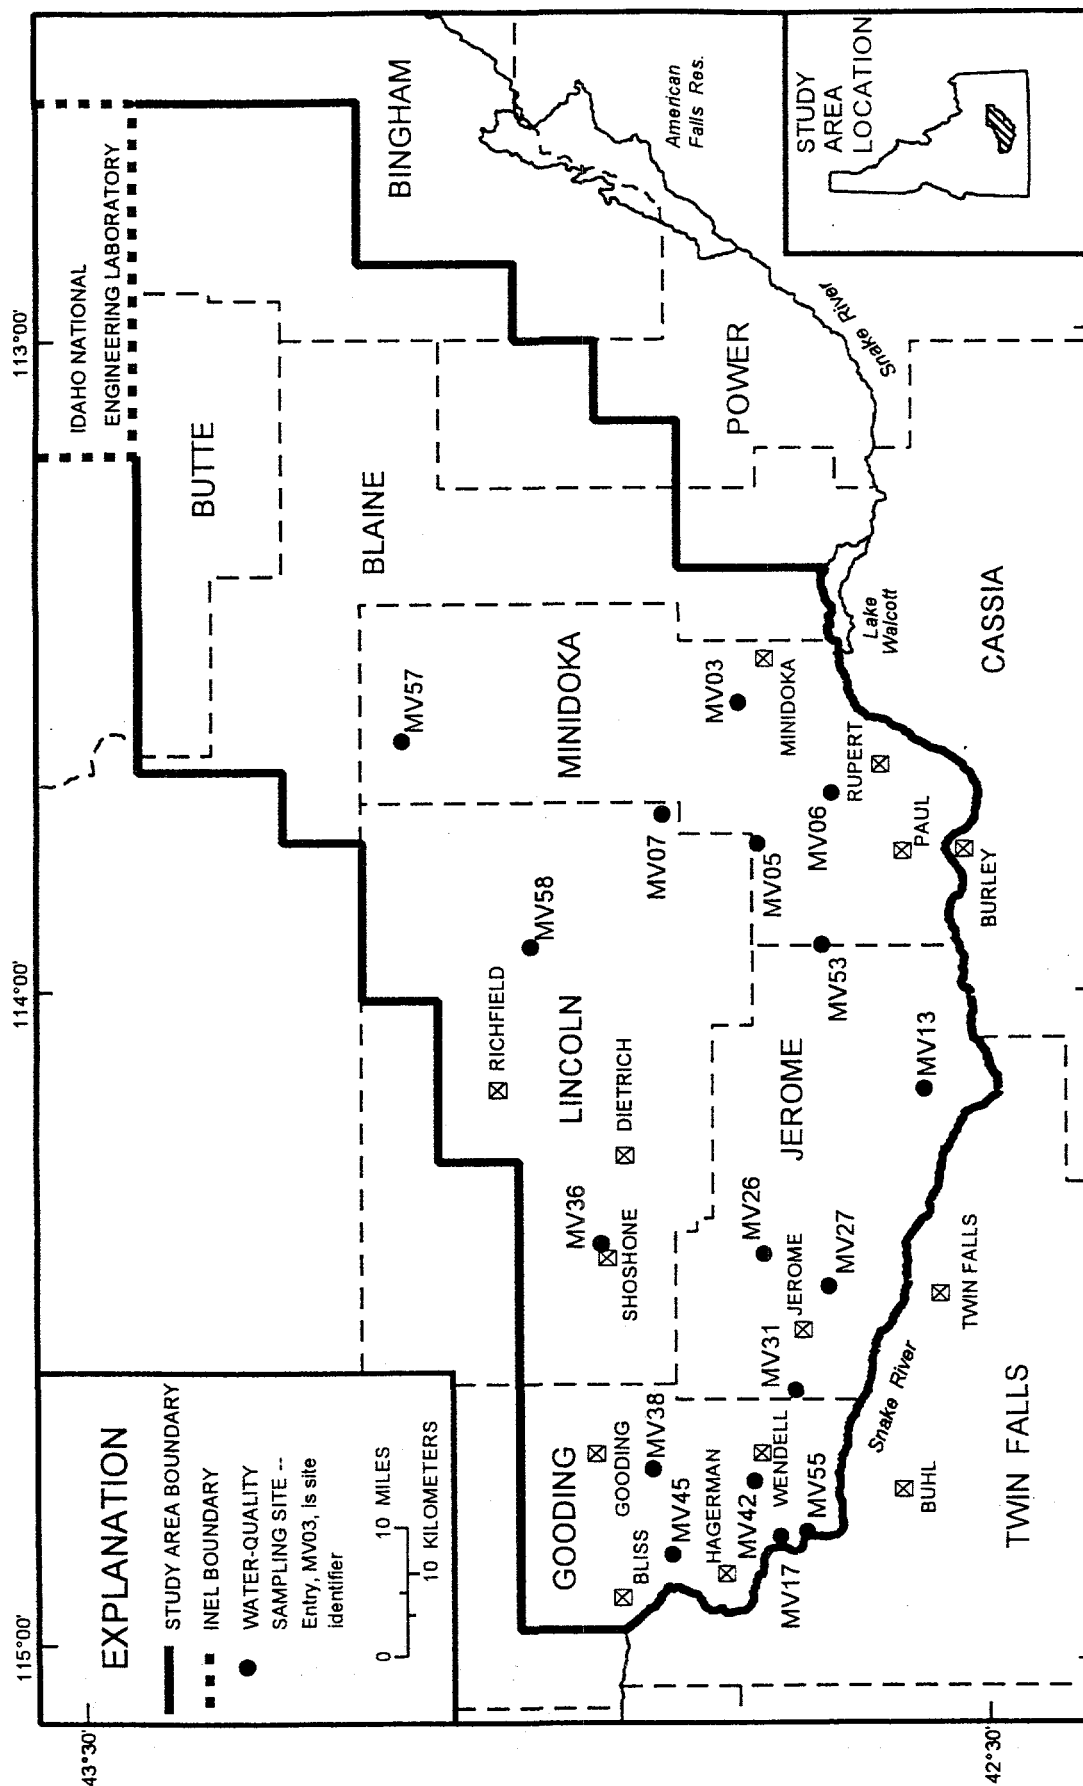 115°00'
114°00'
113°00'
43°30'
42°30'
EXPLANATION
STUDY AREA BOUNDARY
INEL BOUNDARY
WATER-QUALITY
SAMPLING SITE --
Entry, MV03, is site
identifier
0
10 MILES
10 KILOMETERS
IDAHO NATIONAL
ENGINEERING LABORATORY
BUTTE
BINGHAM
BLAINE
MV57
MINIDOKA
POWER
American
Falls Res.
Snake River
STUDY
AREA
LOCATION
RICHFIELD
MV58
LINCOLN
DIETRICH
MV07
MV36
SHOSHONE
GOODING
GOODING
BLISS
MV38
MV45
HAGERMAN
MV42
WENDELL
MV17
MV55
MV31
JEROME
MV26
MV27
JEROME
MV53
MV05
MV06
MV03
MINIDOKA
RUPERT
PAUL
BURLEY
MV13
Lake
Walcott
CASSIA
Snake River
TWIN FALLS
BUHL
TWIN FALLS